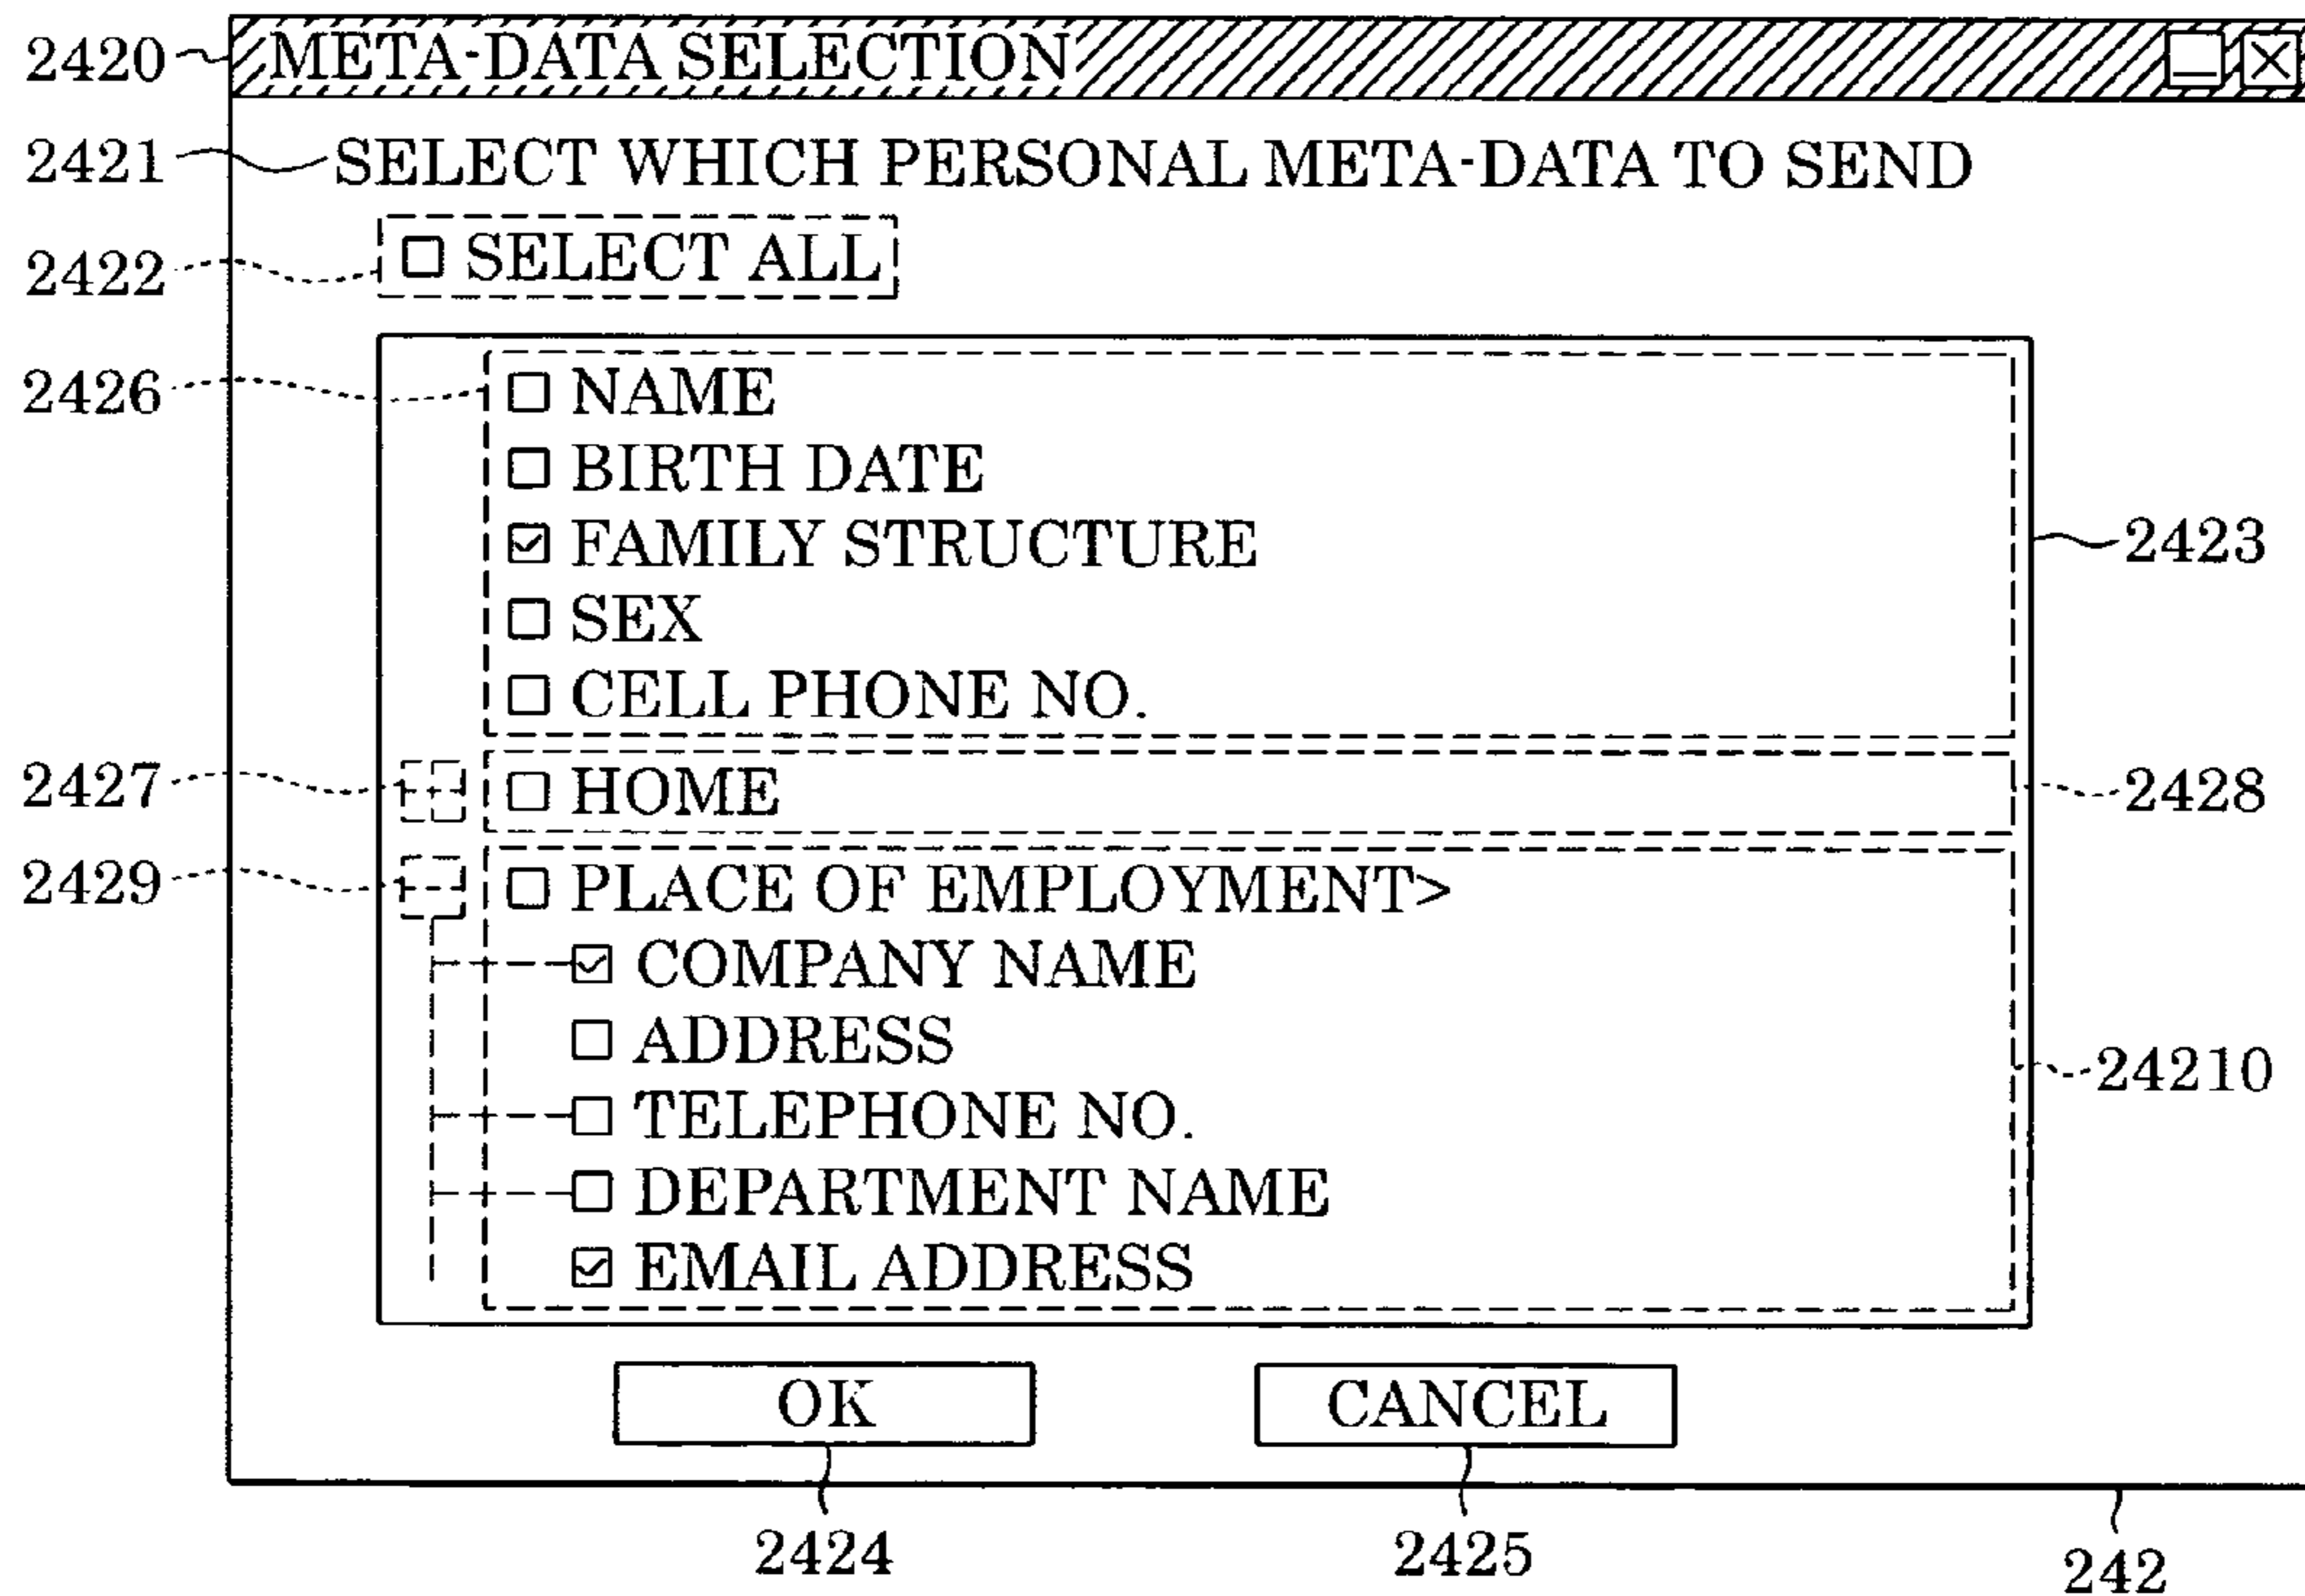 2420 META-DATA SELECTION
2421 SELECT WHICH PERSONAL META-DATA TO SEND
2422 SELECT ALL
2426 NAME
BIRTH DATE
FAMILY STRUCTURE 2423
SEX
CELL PHONE NO.
2427 HOME 2428
2429 PLACE OF EMPLOYMENT>
COMPANY NAME
ADDRESS
24210
TELEPHONE NO.
DEPARTMENT NAME
EMAIL ADDRESS
OK CANCEL
2424 2425 242